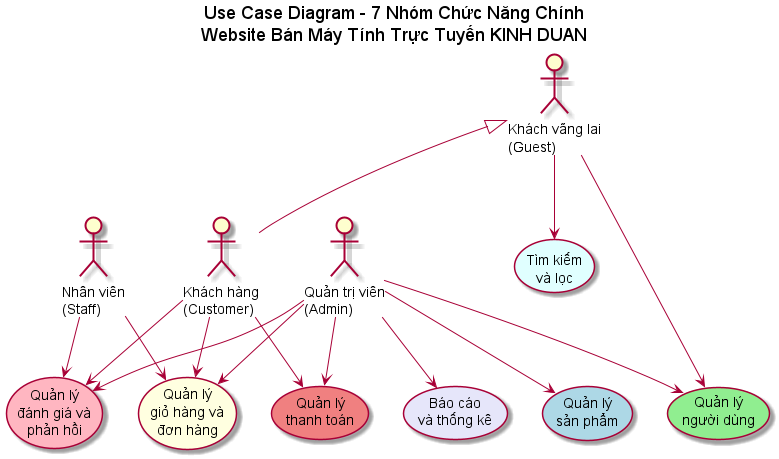 Use Case Diagram - 7 Nhóm Chức Năng Chính
Website Bán Máy Tính Trực Tuyến KINH DUAN
Khách vãng lai
(Guest)
Tìm kiếm
và lọc
Nhân viên
(Staff)
Khách hàng
(Customer)
Quản trị viên
(Admin)
Quản lý
đánh giá và
phản hồi
Quản lý
giỏ hàng và
đơn hàng
Quản lý
thanh toán
Báo cáo
và thống kê
Quản lý
sản phẩm
Quản lý
người dùng